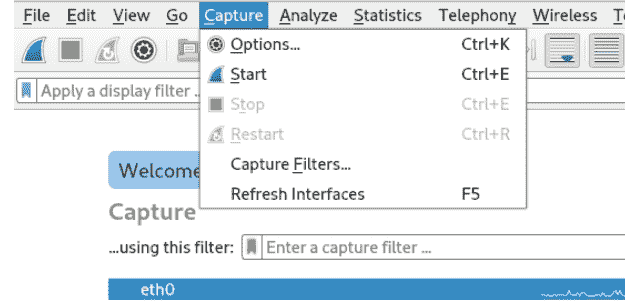 File Edit View Go Capture Analyze Statistics Telephony Wireless
Options... Ctrl+K
Start Ctrl+E
Stop Ctrl+E
Restart Ctrl+R
Capture Filters...
Refresh Interfaces F5
Apply a display filter ..
Welcome
Capture
...using this filter: Enter a capture filter ...
eth0